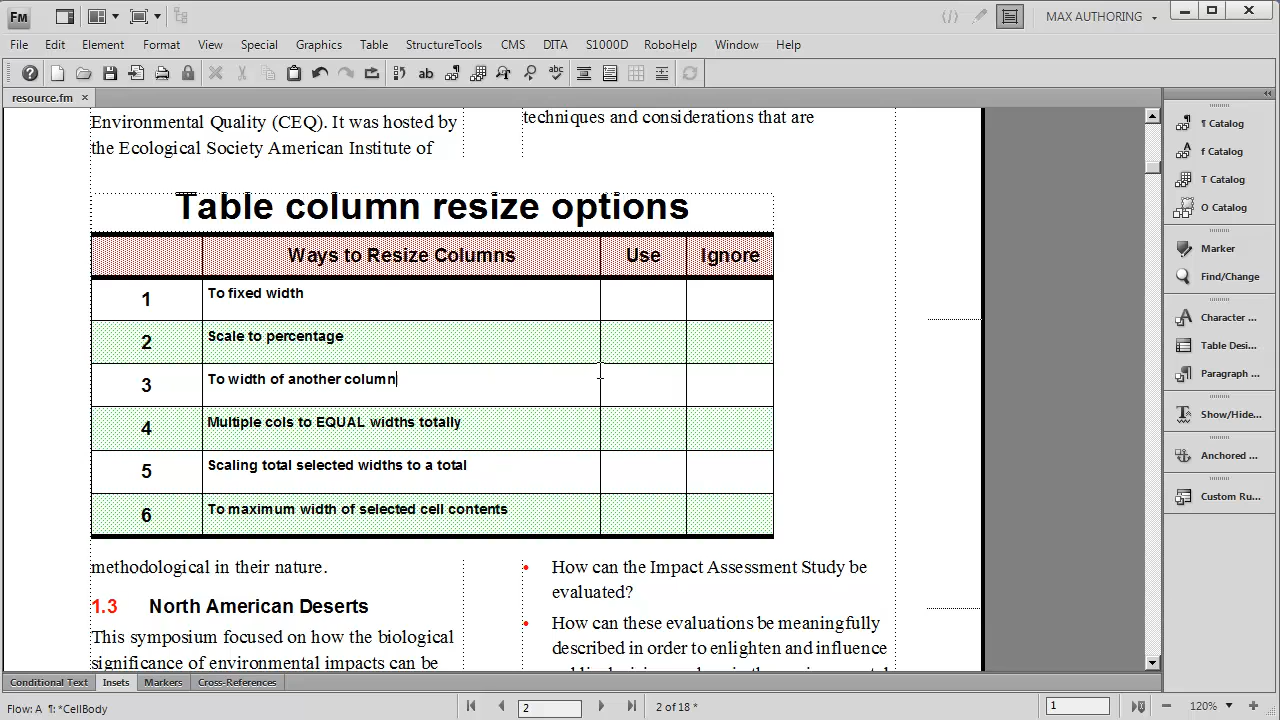 Fm
MAX AUTHORING
File Edit Element Format View Special Graphics Table StructureTools CMS DITA S1000D RoboHelp Window Help
resource.fm
Environmental Quality (CEQ). It was hosted by
the Ecological Society American Institute of
techniques and considerations that are
Table column resize options
Ways to Resize Columns Use Ignore
1 To fixed width
2 Scale to percentage
3 To width of another column
4 Multiple cols to EQUAL widths totally
5 Scaling total selected widths to a total
6 To maximum width of selected cell contents
methodological in their nature.
1.3 North American Deserts
This symposium focused on how the biological
significance of environmental impacts can be
• How can the Impact Assessment Study be
evaluated?
• How can these evaluations be meaningfully
described in order to enlighten and influence
¶ Catalog
f Catalog
T Catalog
O Catalog
Marker
Find/Change
Character ...
Table Desi...
Paragraph ...
Show/Hide...
Anchored ...
Custom Ru...
Conditional Text Insets Markers Cross-References
Flow: A ¶: *CellBody
2
2 of 18 *
1
120%